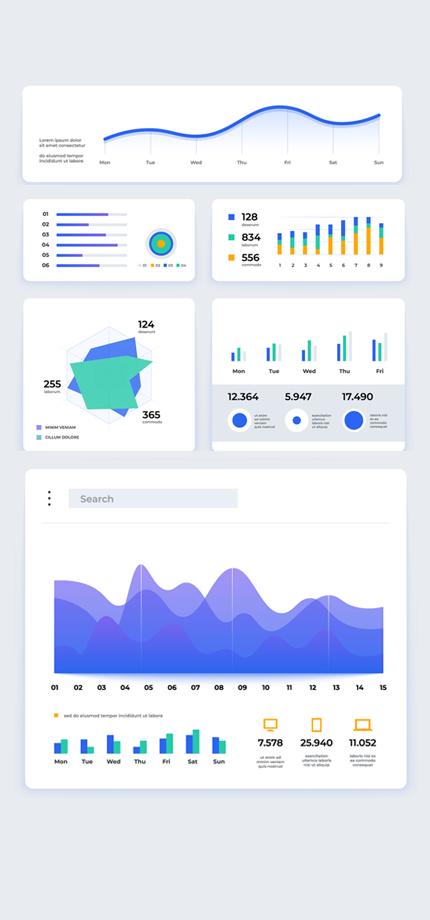 Lorem ipsum dolor
sit amet consectetur
do eiusmod tempor
incididunt ut labore
Mon Tue Wed Thu Fri Sat Sun
01
02
03
04
05
06
01 02 03 04
128
deserunt
834
laborum
556
commodo
1 2 3 4 5 6 7 8 9
124
deserunt
255
laborum
365
commodo
MINIM VENIAM
CILLUM DOLORE
Mon Tue Wed Thu Fri
12.364 5.947 17.490
ut enim
ad minim
veniam
quis nostrud
exercitation
ullamco laboris
nisi ut
aliquip
laboris nisi
ex ea
commodo
consequat
Search
01 02 03 04 05 06 07 08 09 10 11 12 13 14 15
sed do eiusmod tempor incididunt ut labore
Mon Tue Wed Thu Fri Sat Sun
7.578 25.940 11.052
ut enim ad
minim veniam
quis nostrud
exercitation
ullamco laboris
nisi ut aliquip
laboris nisi ex
ea commodo
consequat